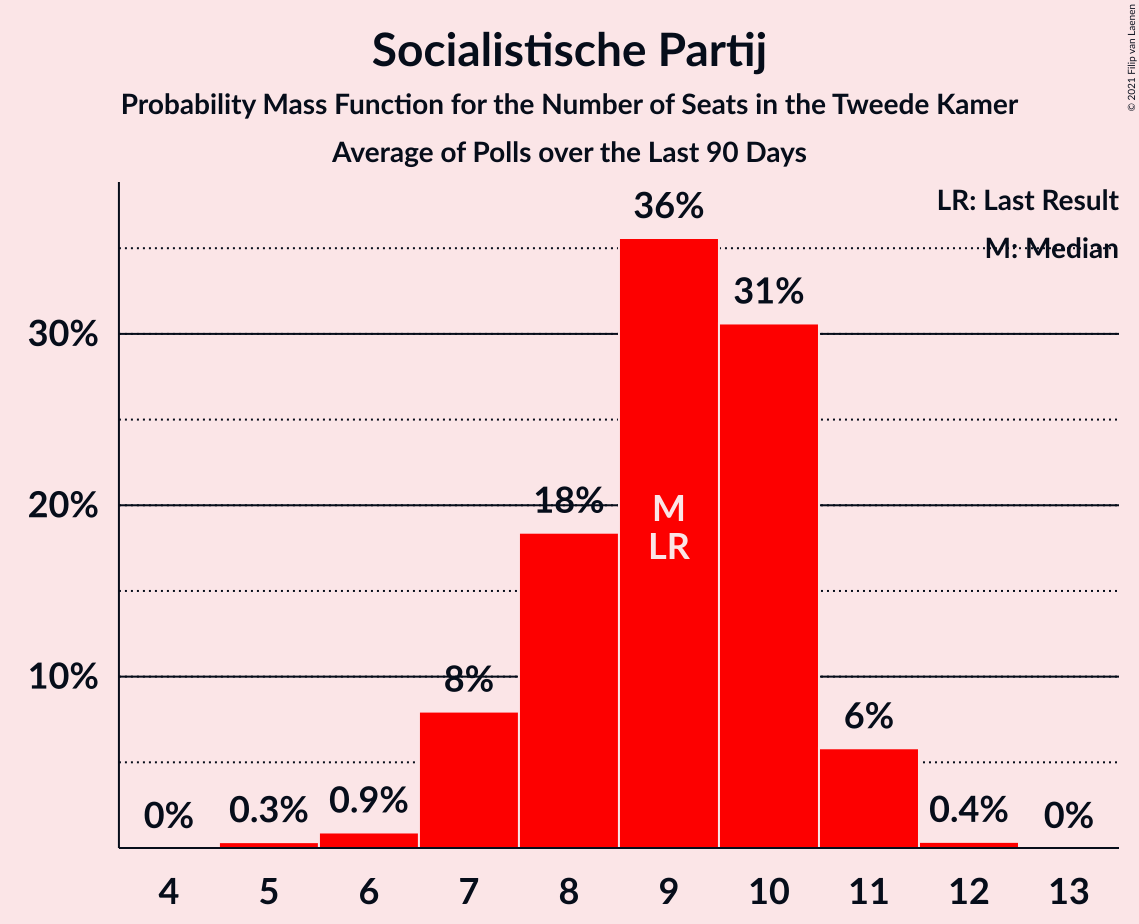 Socialistische Partij
Probability Mass Function for the Number of Seats in the Tweede Kamer
Average of Polls over the Last 90 Days
© 2021 Filip van Laenen
LR: Last Result
M: Median
36%
31%
30%
20%
18%
M
LR
10%
8%
6%
0%
0.3%
0.9%
0.4%
0%
4 5 6 7 8 9 10 11 12 13